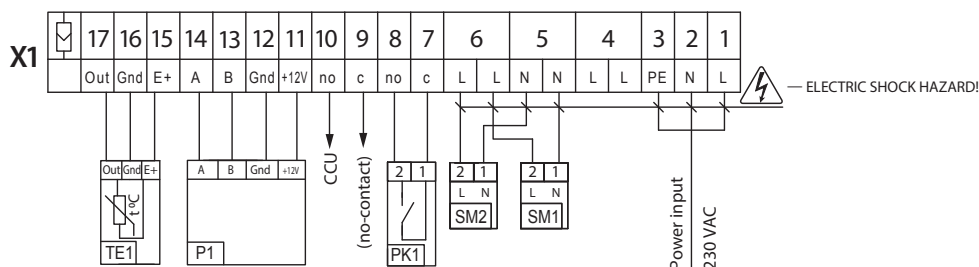 X1
17 16 15 14 13 12 11 10 9 8 7 6 5 4 3 2 1
Out Gnd E+ A B Gnd +12V no c no c L L N N L L PE N L
ELECTRIC SHOCK HAZARD!
Out Gnd E+
t ºC
TE1
A B Gnd +12V
P1
CCU
(no-contact)
2 1
PK1
2 1
L N
SM2
2 1
L N
SM1
Power input
230 VAC